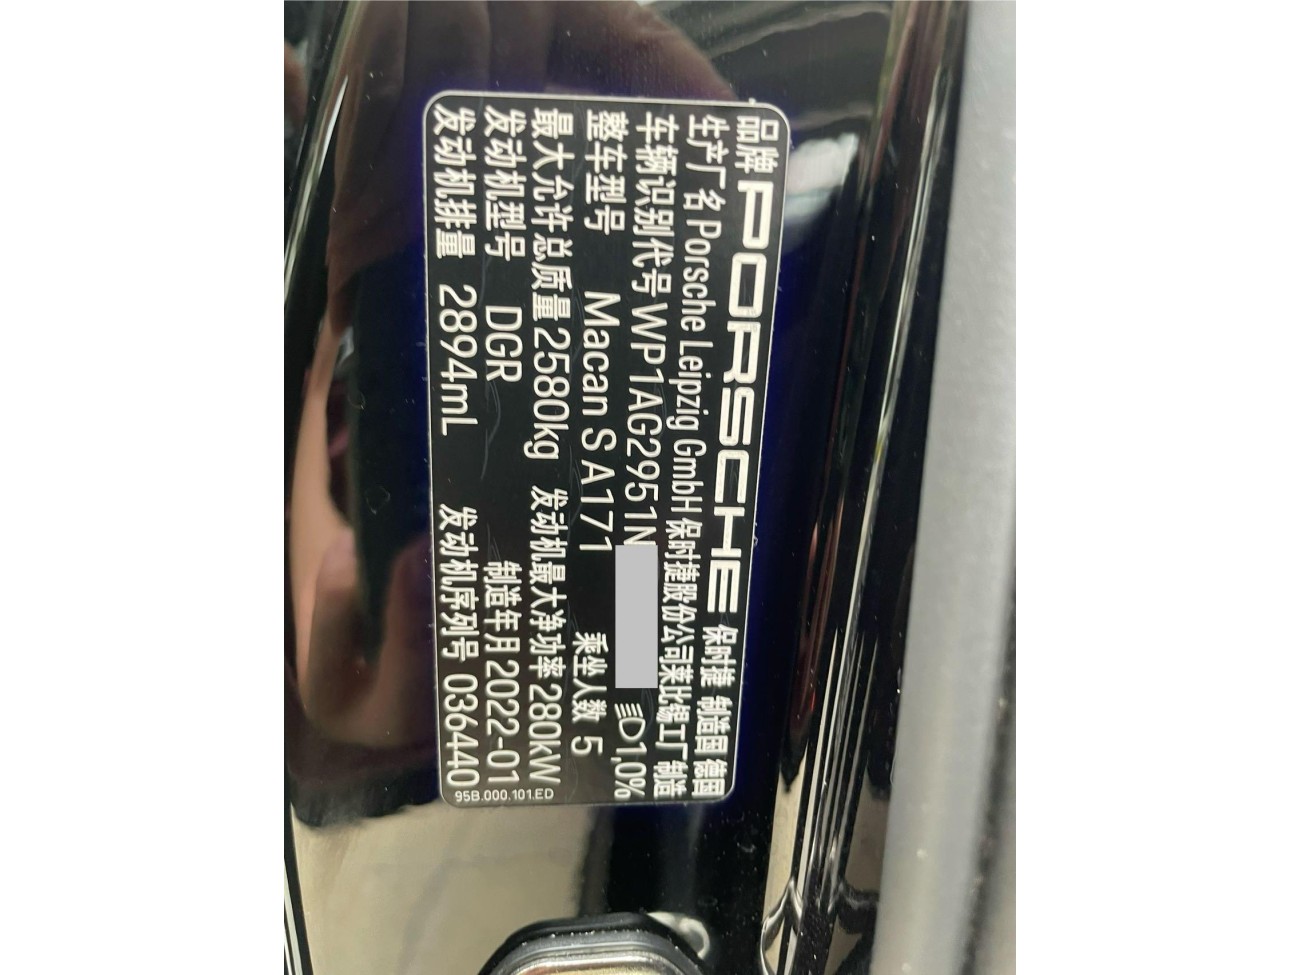 品牌 PORSCHE 保时捷 制造国 德国
生产厂名 Porsche Leipzig GmbH 保时捷股份公司莱比锡工厂制造
车辆识别代号 WP1AG2951N 1,0%
整车型号 Macan S A171 乘坐人数 5
最大允许总质量 2580kg 发动机最大净功率 280kW
发动机型号 DGR 制造年月 2022-01
发动机排量 2894mL 发动机序列号 036440
95B.000.101.ED